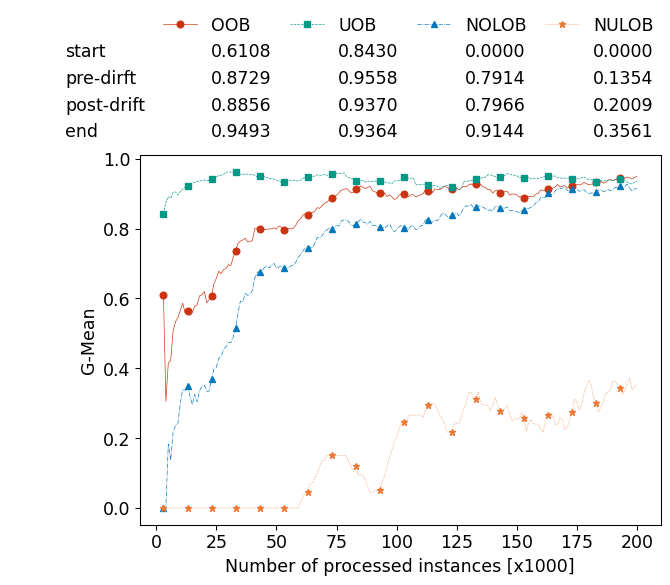 OOB UOB NOLOB NULOB
start 0.6108 0.8430 0.0000 0.0000
pre-dirft 0.8729 0.9558 0.7914 0.1354
post-drift 0.8856 0.9370 0.7966 0.2009
end 0.9493 0.9364 0.9144 0.3561
1.0
0.8
0.6
0.4
0.2
0.0
G-Mean
0 25 50 75 100 125 150 175 200
Number of processed instances [x1000]